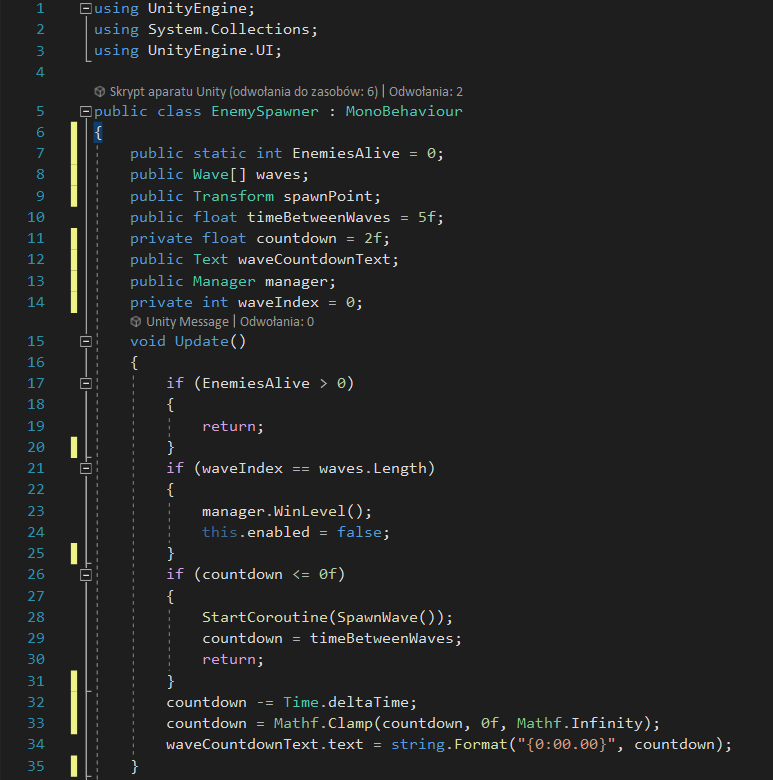 1 using UnityEngine;
2 using System.Collections;
3 using UnityEngine.UI;
4
Skrypt aparatu Unity (odwołania do zasobów: 6) | Odwołania: 2
5 public class EnemySpawner : MonoBehaviour
6 {
7 public static int EnemiesAlive = 0;
8 public Wave[] waves;
9 public Transform spawnPoint;
10 public float timeBetweenWaves = 5f;
11 private float countdown = 2f;
12 public Text waveCountdownText;
13 public Manager manager;
14 private int waveIndex = 0;
Unity Message | Odwołania: 0
15 void Update()
16 {
17 if (EnemiesAlive > 0)
18 {
19 return;
20 }
21 if (waveIndex == waves.Length)
22 {
23 manager.WinLevel();
24 this.enabled = false;
25 }
26 if (countdown <= 0f)
27 {
28 StartCoroutine(SpawnWave());
29 countdown = timeBetweenWaves;
30 return;
31 }
32 countdown -= Time.deltaTime;
33 countdown = Mathf.Clamp(countdown, 0f, Mathf.Infinity);
34 waveCountdownText.text = string.Format("{0:00.00}", countdown);
35 }